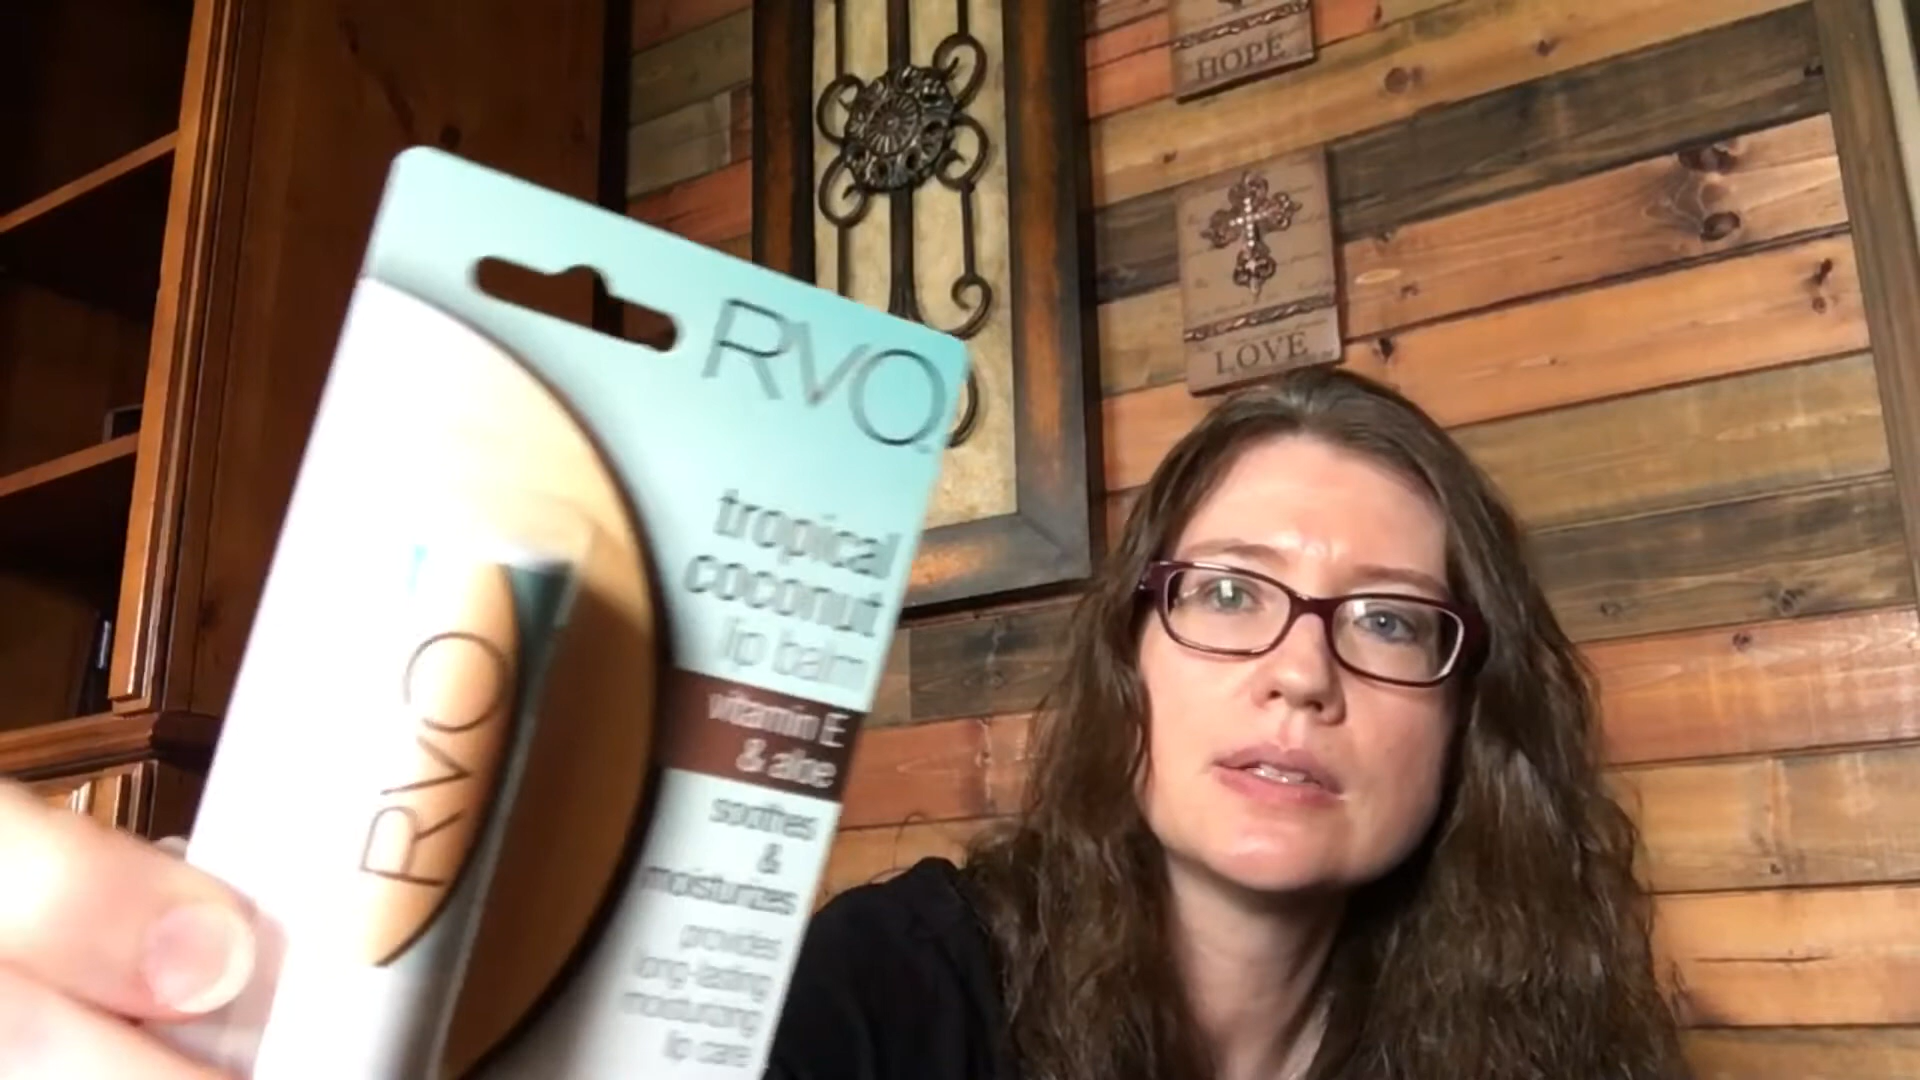 HOPE
LOVE
RVO
tropical
coconut
lip balm
vitamin E
& aloe
soothes
&
moisturizes
provides
long-lasting
moisturizing
lip care
RVO